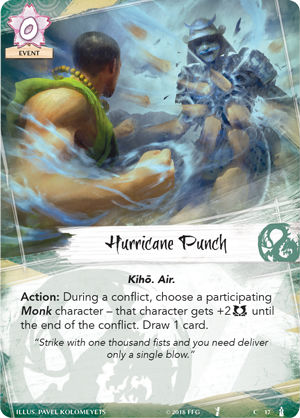 0
EVENT
Hurricane Punch
Kihō. Air.
Action: During a conflict, choose a participating
Monk character – that character gets +2 until
the end of the conflict. Draw 1 card.
“Strike with one thousand fists and you need deliver
only a single blow.”
ILLUS. PAVEL KOLOMEYETS
©2018 FFG
C 17